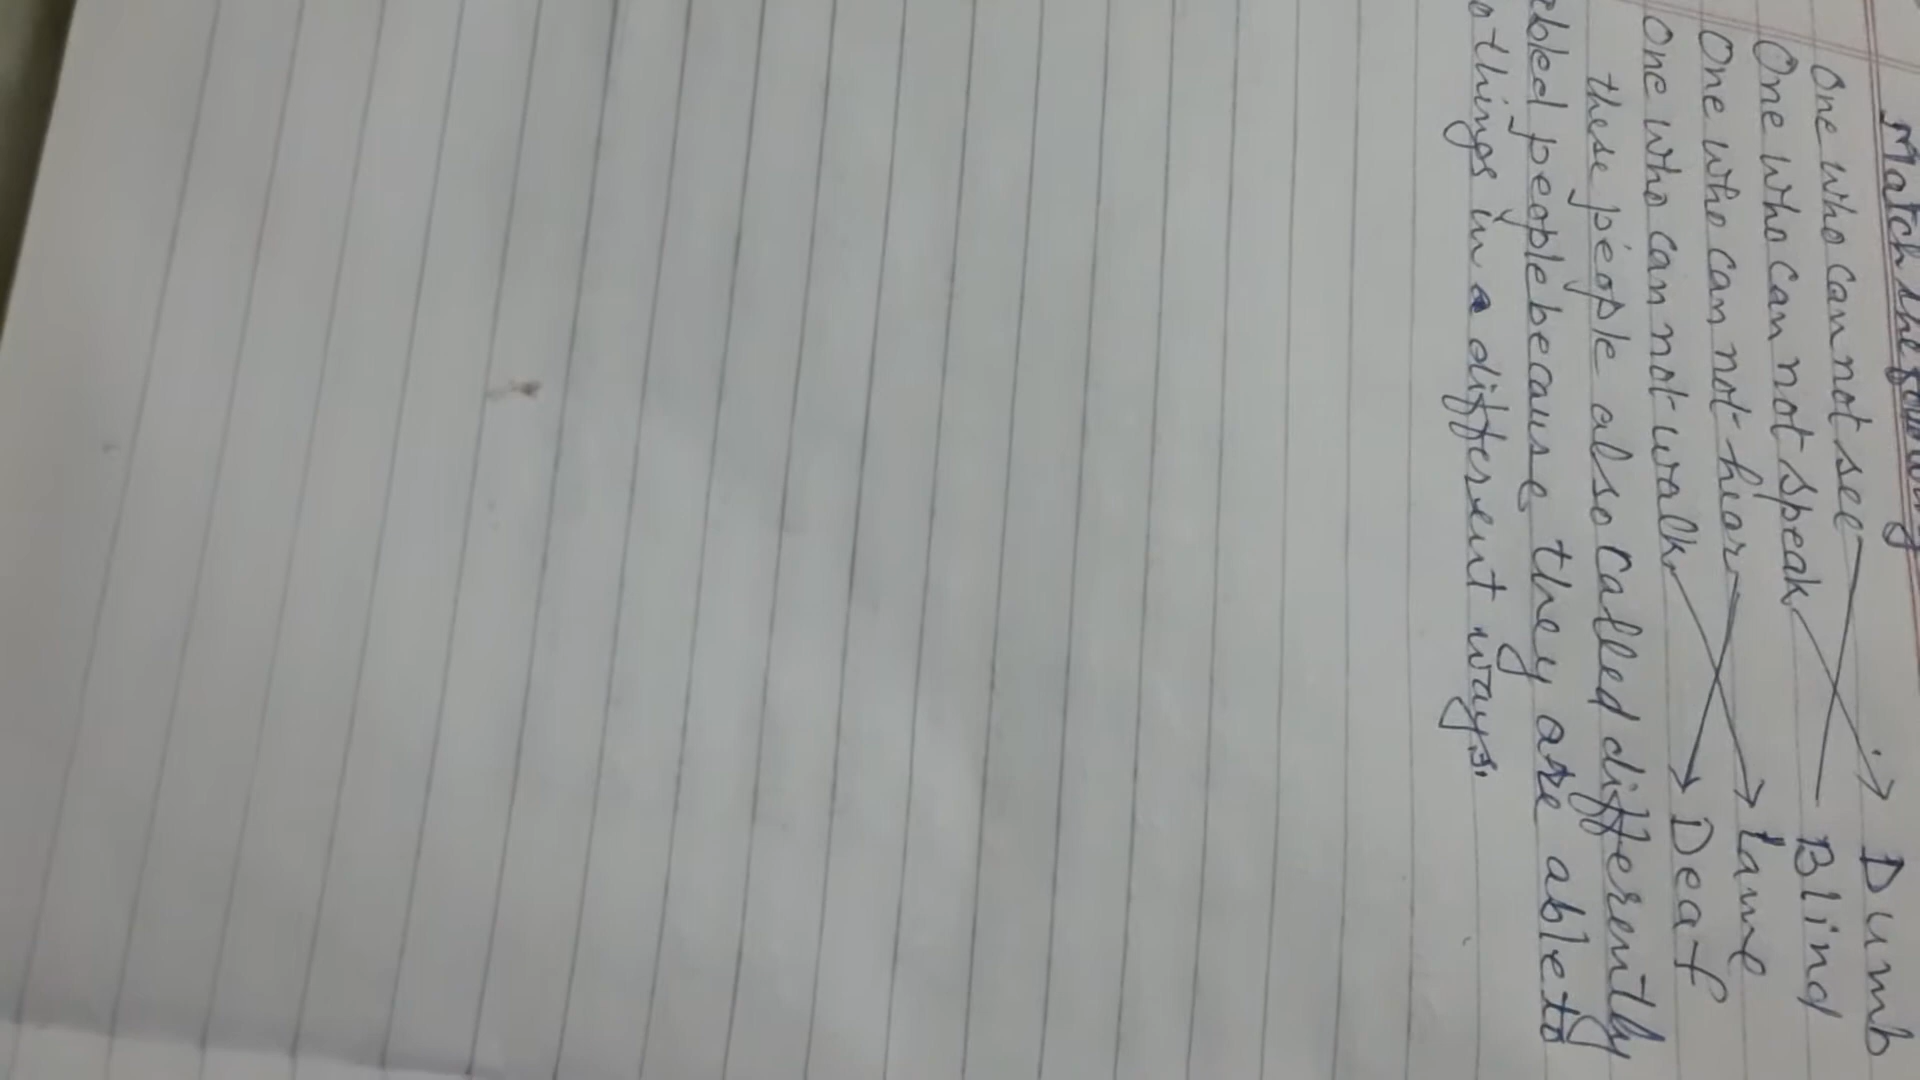 Match the following
One who can not see Dumb
One who can not speak Blind
One who can not hear Lame
One who can not walk Deaf
these people also called differently
abled people because they are able to
things in a different ways.